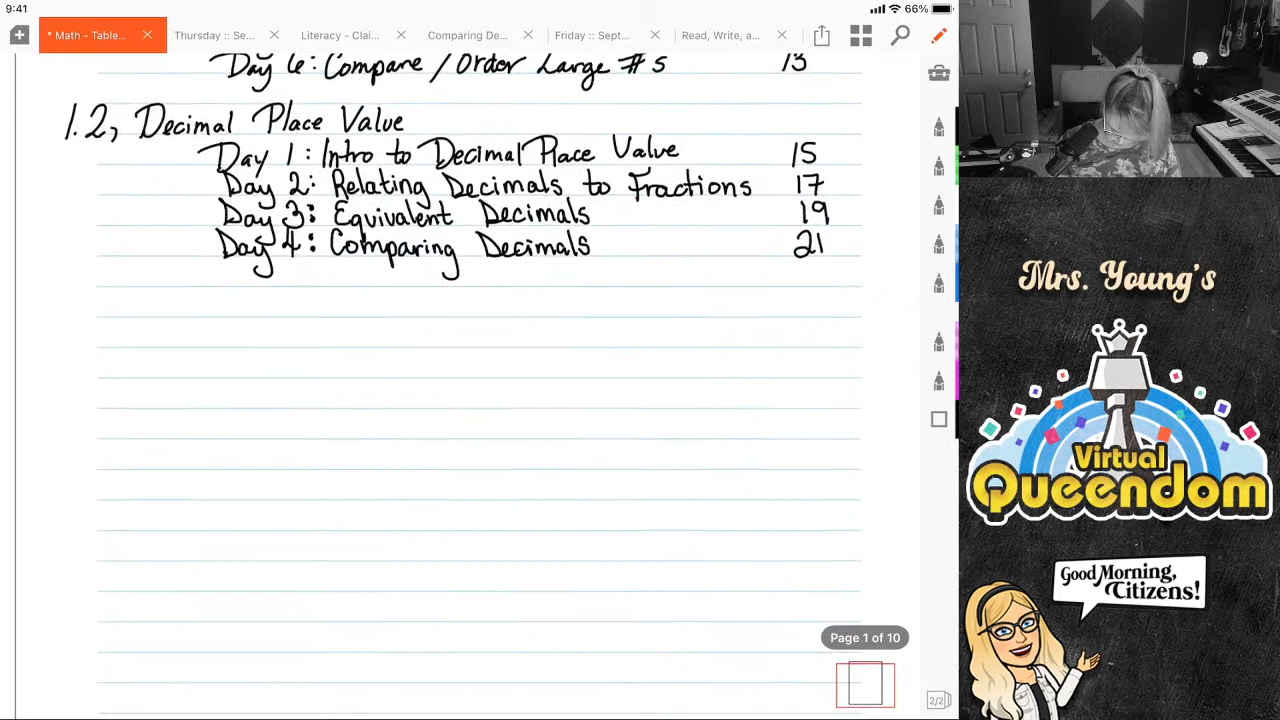 9:41
66%
* Math - Table...
Thursday :: Se...
Literacy - Clai...
Comparing De...
Friday :: Sept...
Read, Write, a...
Day 6: Compare / Order Large #s 13
1.2, Decimal Place Value
Day 1: Intro to Decimal Place Value 15
Day 2: Relating Decimals to Fractions 17
Day 3: Equivalent Decimals 19
Day 4: Comparing Decimals 21
Page 1 of 10
2/2
Mrs. Young's
Virtual
Queendom
Good Morning,
Citizens!